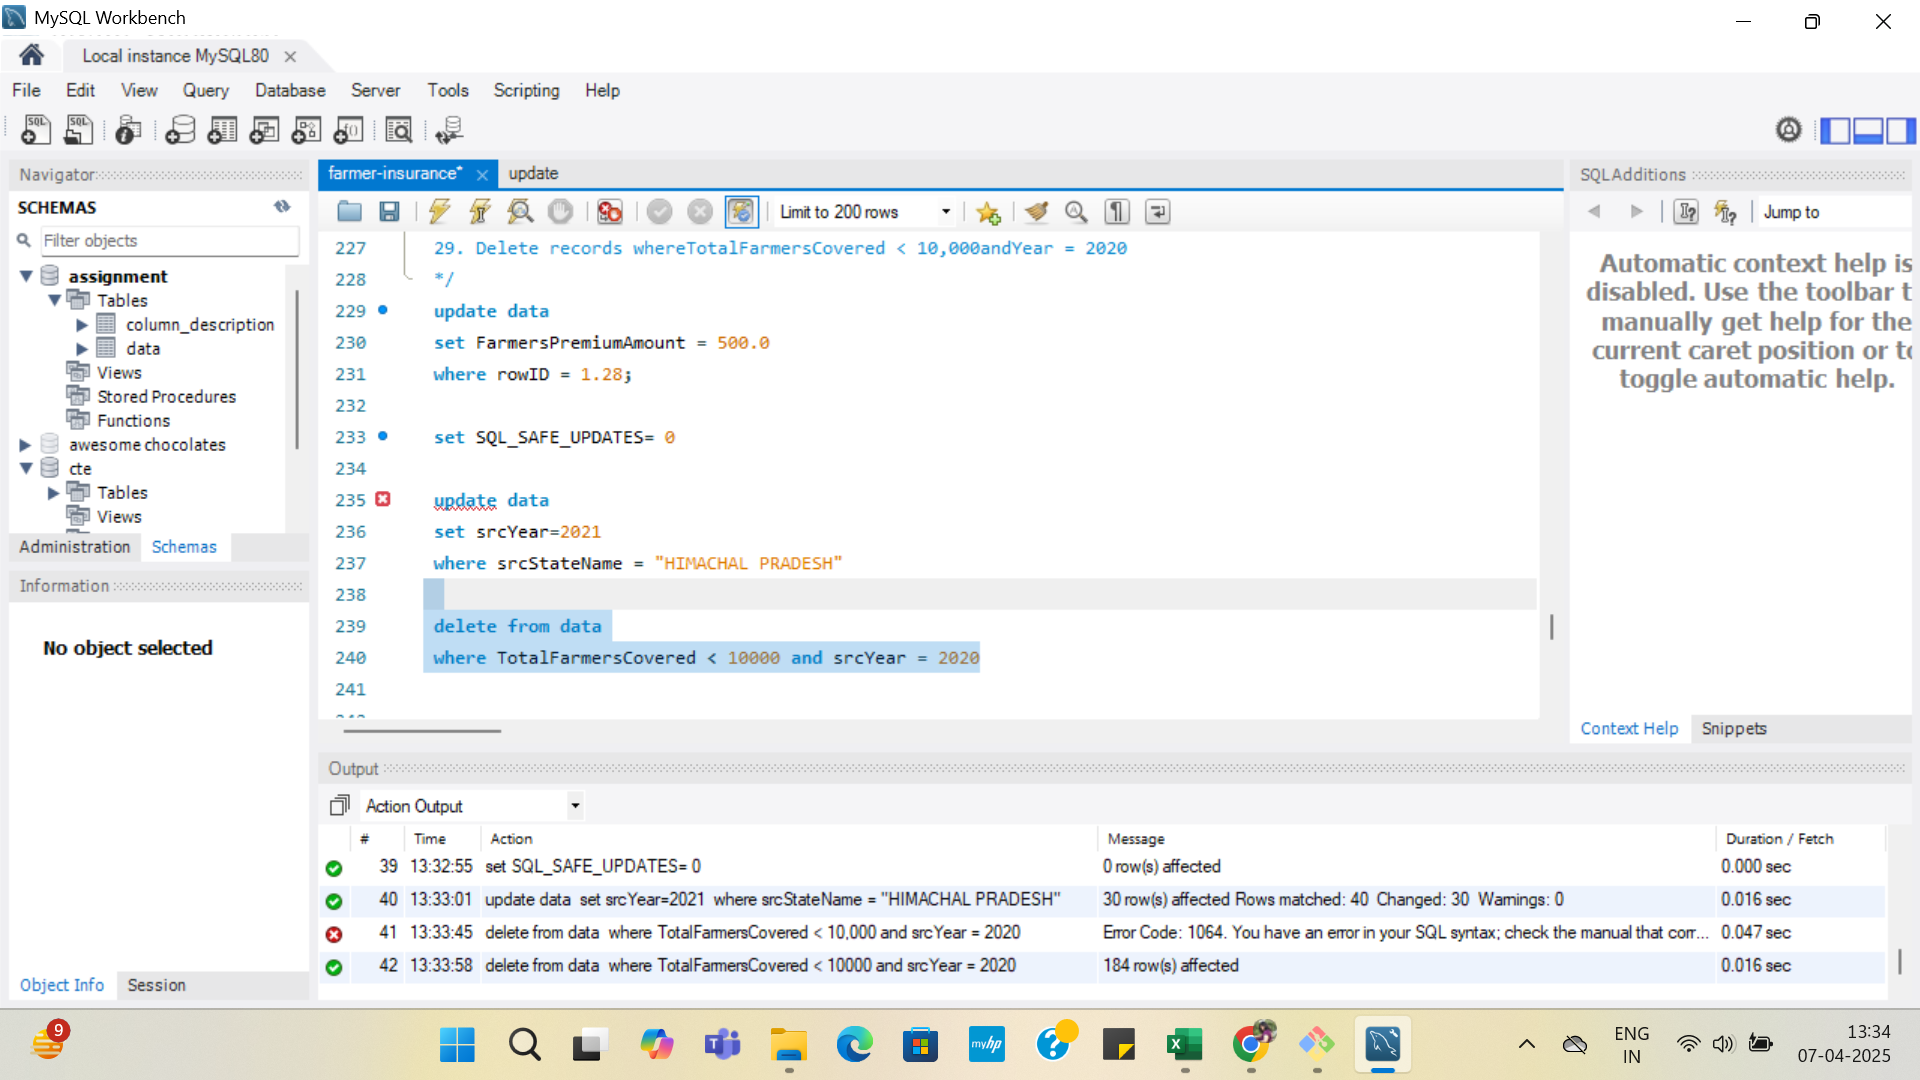 MySQL Workbench
Local instance MySQL80
File Edit View Query Database Server Tools Scripting Help
Navigator
SCHEMAS
Filter objects
assignment
Tables
column_description
data
Views
Stored Procedures
Functions
awesome chocolates
cte
Tables
Views
Administration Schemas
Information
No object selected
Object Info Session
farmer-insurance* update
Limit to 200 rows
227 29. Delete records whereTotalFarmersCovered < 10,000andYear = 2020
228 */
229 update data
230 set FarmersPremiumAmount = 500.0
231 where rowID = 1.28;
232
233 set SQL_SAFE_UPDATES= 0
234
235 update data
236 set srcYear=2021
237 where srcStateName = "HIMACHAL PRADESH"
238
239 delete from data
240 where TotalFarmersCovered < 10000 and srcYear = 2020
241
SQLAdditions
Jump to
Automatic context help is
disabled. Use the toolbar t
manually get help for the
current caret position or to
toggle automatic help.
Context Help Snippets
Output
Action Output
# Time Action Message Duration / Fetch
39 13:32:55 set SQL_SAFE_UPDATES= 0 0 row(s) affected 0.000 sec
40 13:33:01 update data set srcYear=2021 where srcStateName = "HIMACHAL PRADESH" 30 row(s) affected Rows matched: 40 Changed: 30 Warnings: 0 0.016 sec
41 13:33:45 delete from data where TotalFarmersCovered < 10,000 and srcYear = 2020 Error Code: 1064. You have an error in your SQL syntax; check the manual that corr... 0.047 sec
42 13:33:58 delete from data where TotalFarmersCovered < 10000 and srcYear = 2020 184 row(s) affected 0.016 sec
9
myhp
ENG
IN
13:34
07-04-2025